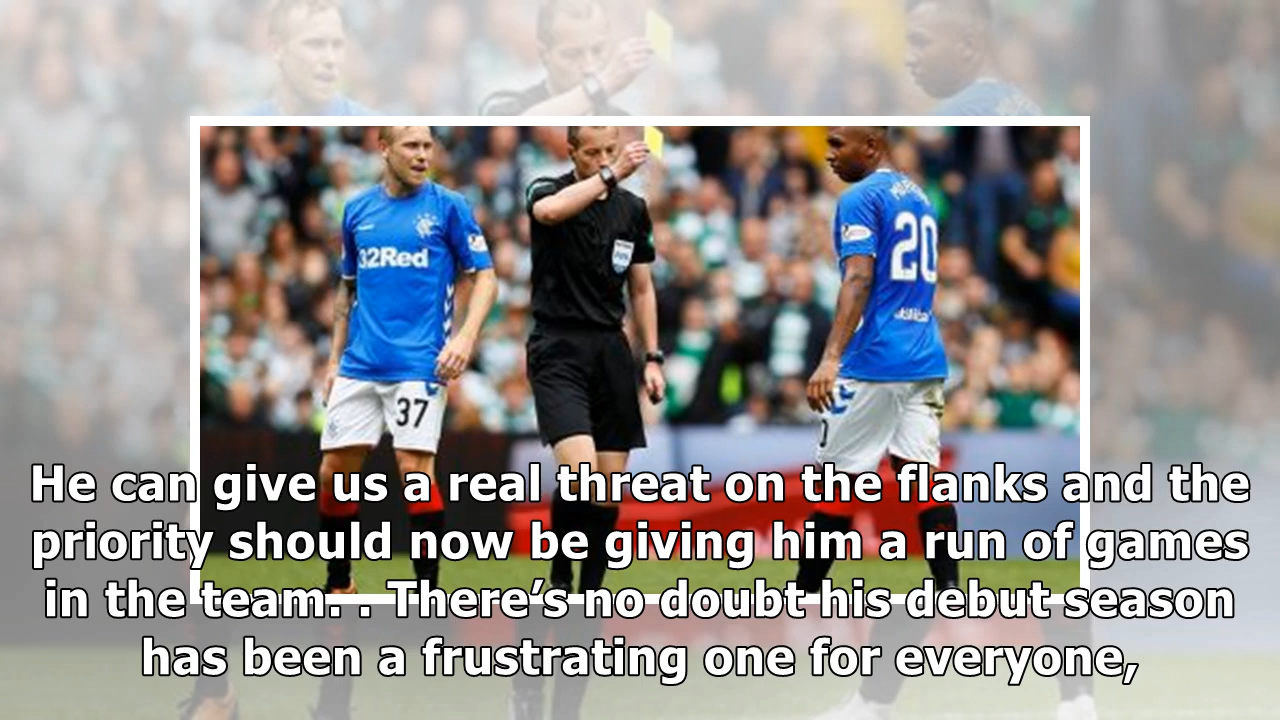 32Red
20
37
He can give us a real threat on the flanks and the
priority should now be giving him a run of games
in the team. . There’s no doubt his debut season
has been a frustrating one for everyone,